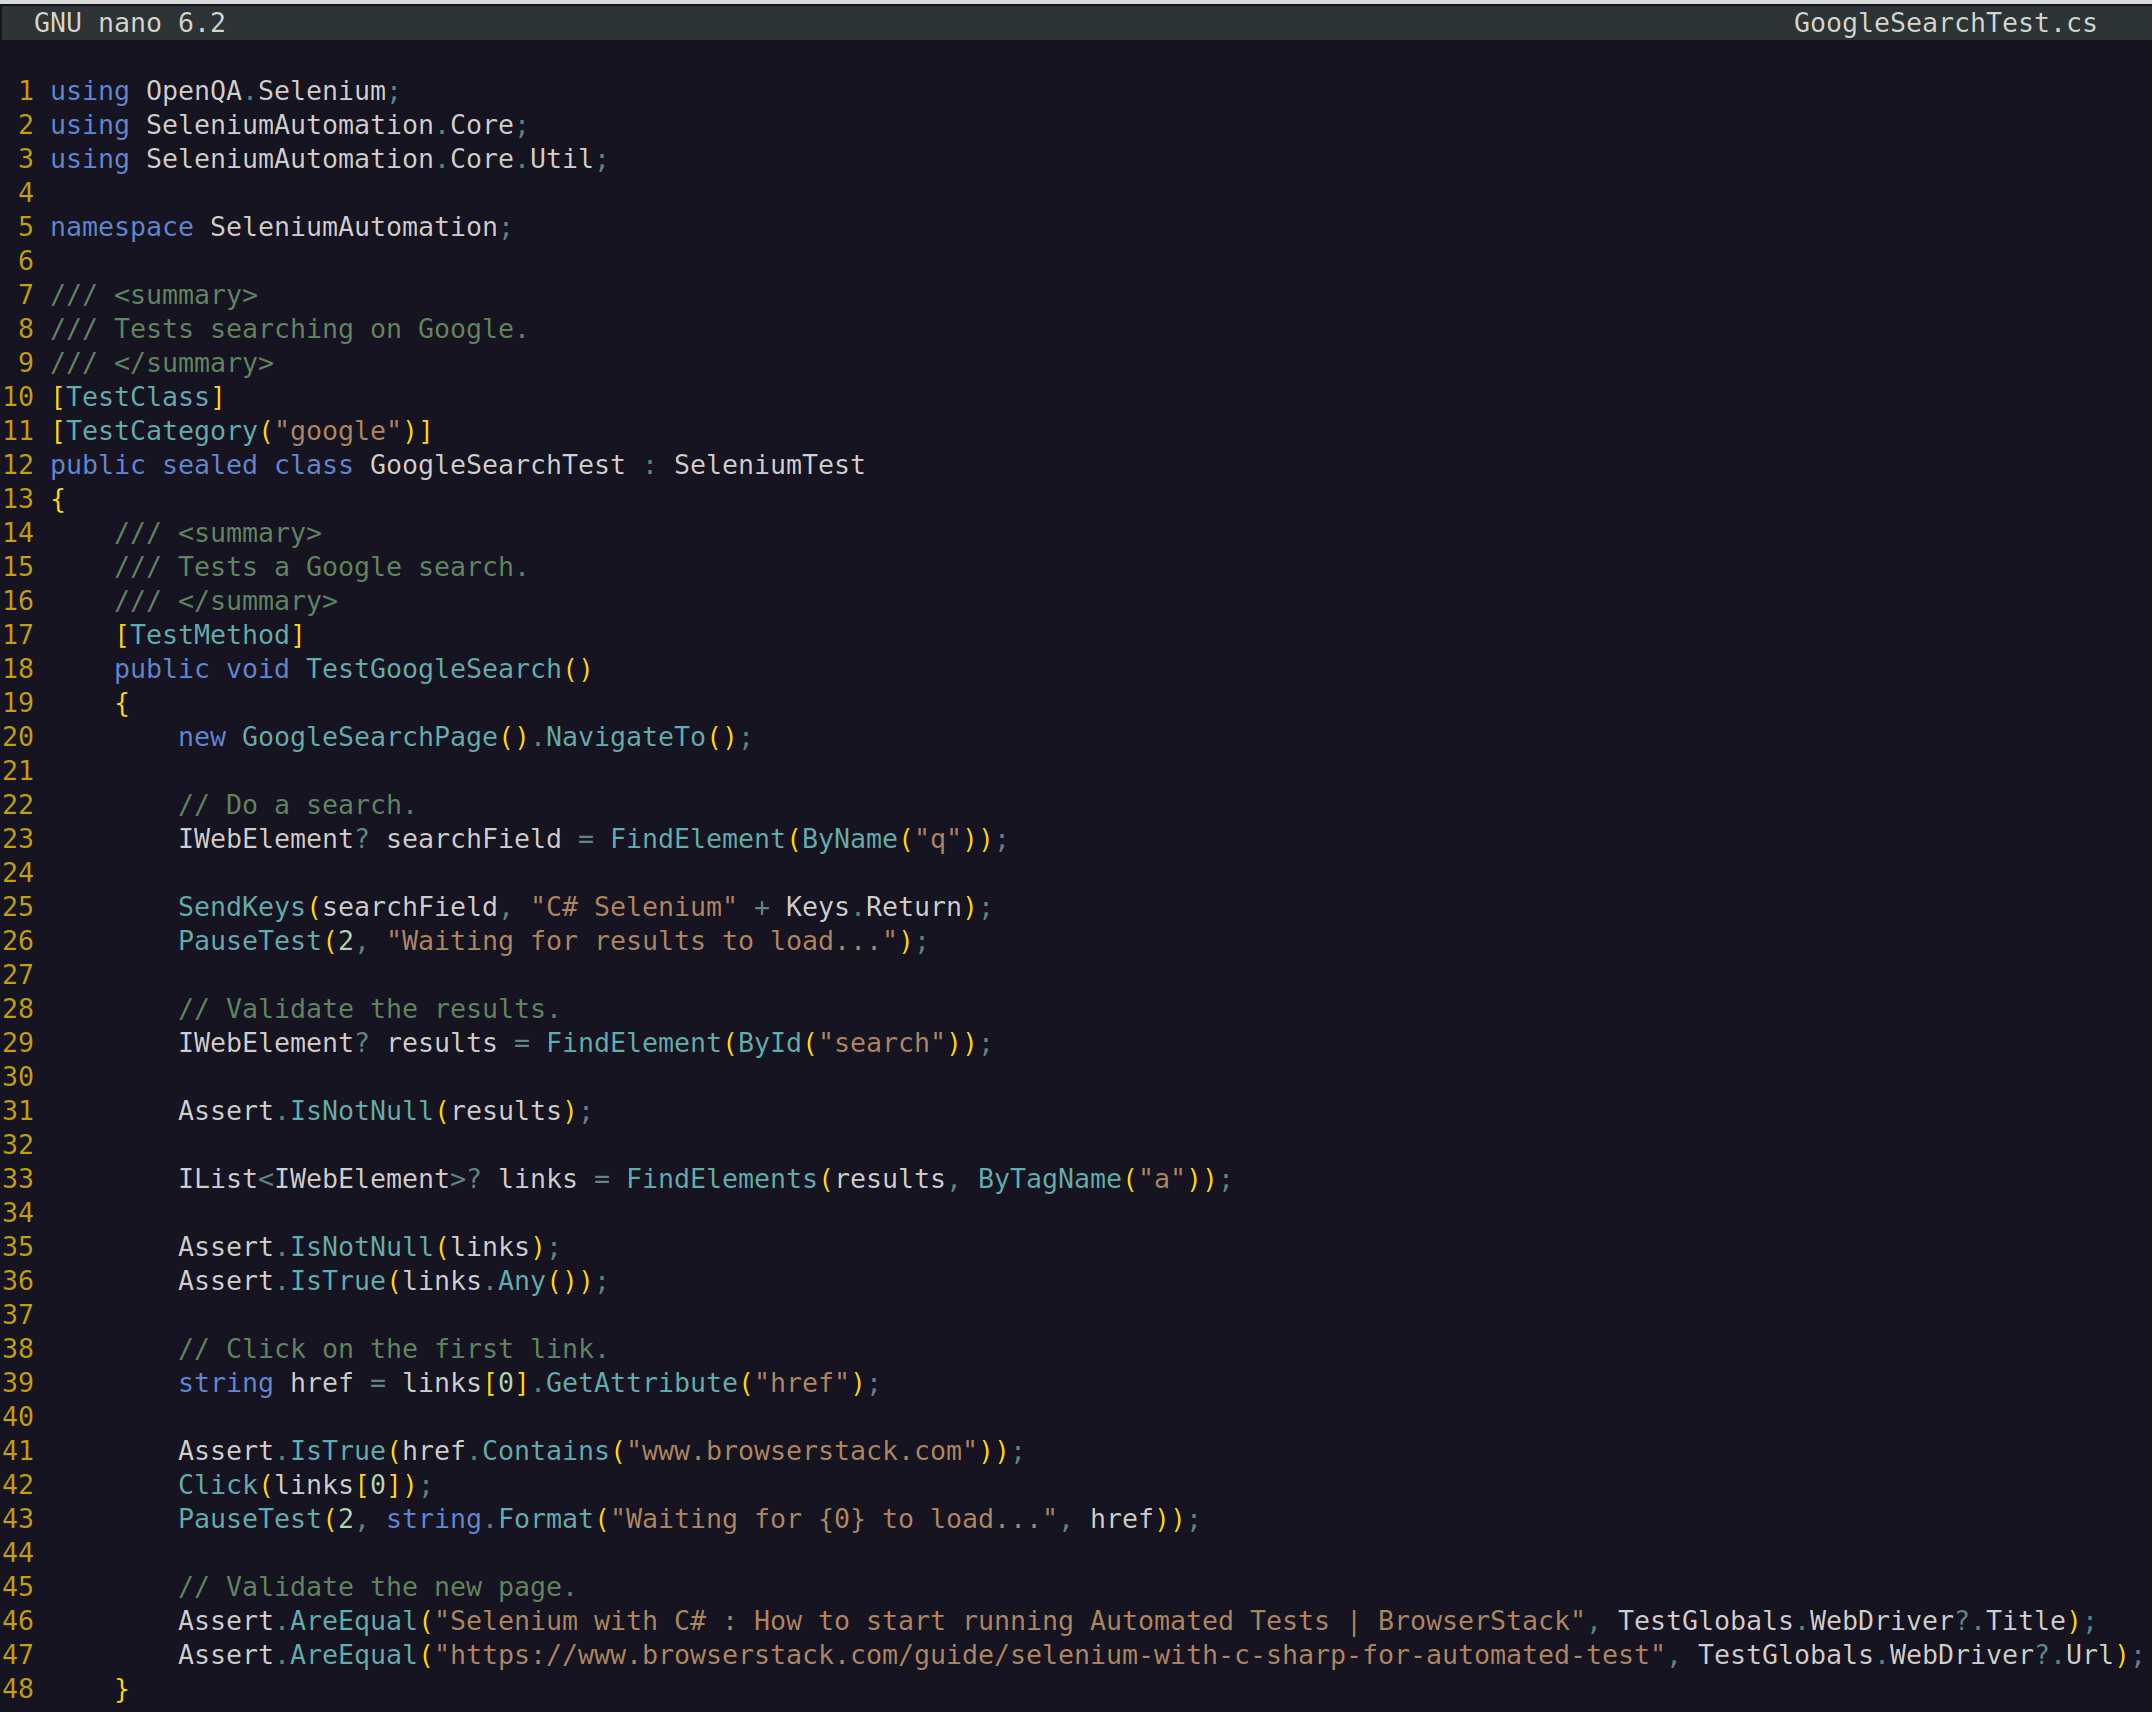 GNU nano 6.2 GoogleSearchTest.cs
1 using OpenQA.Selenium;
2 using SeleniumAutomation.Core;
3 using SeleniumAutomation.Core.Util;
4
5 namespace SeleniumAutomation;
6
7 /// <summary>
8 /// Tests searching on Google.
9 /// </summary>
10 [TestClass]
11 [TestCategory("google")]
12 public sealed class GoogleSearchTest : SeleniumTest
13 {
14     /// <summary>
15     /// Tests a Google search.
16     /// </summary>
17     [TestMethod]
18     public void TestGoogleSearch()
19     {
20         new GoogleSearchPage().NavigateTo();
21
22         // Do a search.
23         IWebElement? searchField = FindElement(ByName("q"));
24
25         SendKeys(searchField, "C# Selenium" + Keys.Return);
26         PauseTest(2, "Waiting for results to load...");
27
28         // Validate the results.
29         IWebElement? results = FindElement(ById("search"));
30
31         Assert.IsNotNull(results);
32
33         IList<IWebElement>? links = FindElements(results, ByTagName("a"));
34
35         Assert.IsNotNull(links);
36         Assert.IsTrue(links.Any());
37
38         // Click on the first link.
39         string href = links[0].GetAttribute("href");
40
41         Assert.IsTrue(href.Contains("www.browserstack.com"));
42         Click(links[0]);
43         PauseTest(2, string.Format("Waiting for {0} to load...", href));
44
45         // Validate the new page.
46         Assert.AreEqual("Selenium with C# : How to start running Automated Tests | BrowserStack", TestGlobals.WebDriver?.Title);
47         Assert.AreEqual("https://www.browserstack.com/guide/selenium-with-c-sharp-for-automated-test", TestGlobals.WebDriver?.Url);
48     }